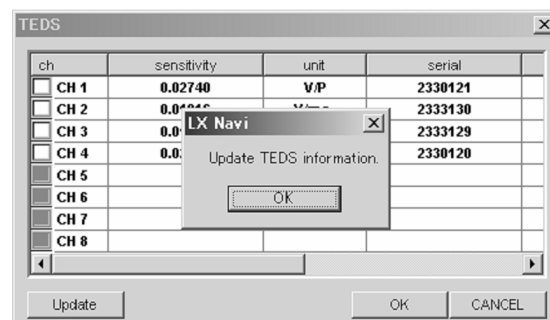 TEDS
ch sensitivity unit serial
CH 1 0.02740 V/P 2330121
CH 2 2333130
CH 3 2333129
CH 4 2330120
CH 5
CH 6
CH 7
CH 8
LX Navi
Update TEDS information.
OK
Update OK CANCEL